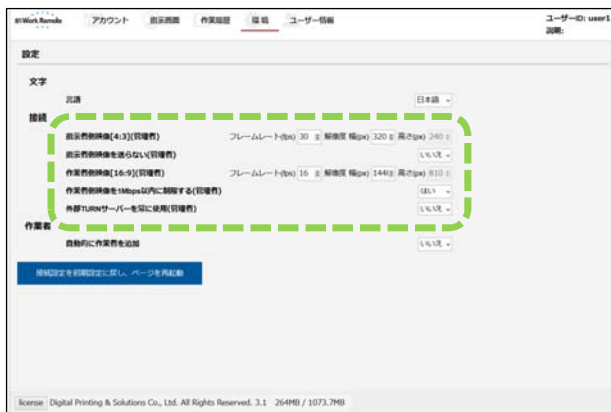 Work Remote アカウント 指示画面 作業履歴 環境 ユーザー情報 ユーザーID: user1
説明:
設定
文字
言語 日本語
接続
指示者側映像[4:3](管理者) フレームレート(fps) 30 解像度 幅(px) 320 高さ(px) 240
指示者側映像を送らない(管理者) いいえ
作業者側映像[16:9](管理者) フレームレート(fps) 16 解像度 幅(px) 144 高さ(px) 810
作業者側映像を1Mbps以内に制限する(管理者) はい
外部TURNサーバーを常に使用(管理者) いいえ
作業者
自動的に作業者を追加 いいえ
接続設定を初期設定に戻し、ページを再起動
license Digital Printing & Solutions Co., Ltd. All Rights Reserved. 3.1 264MB / 1073.7MB